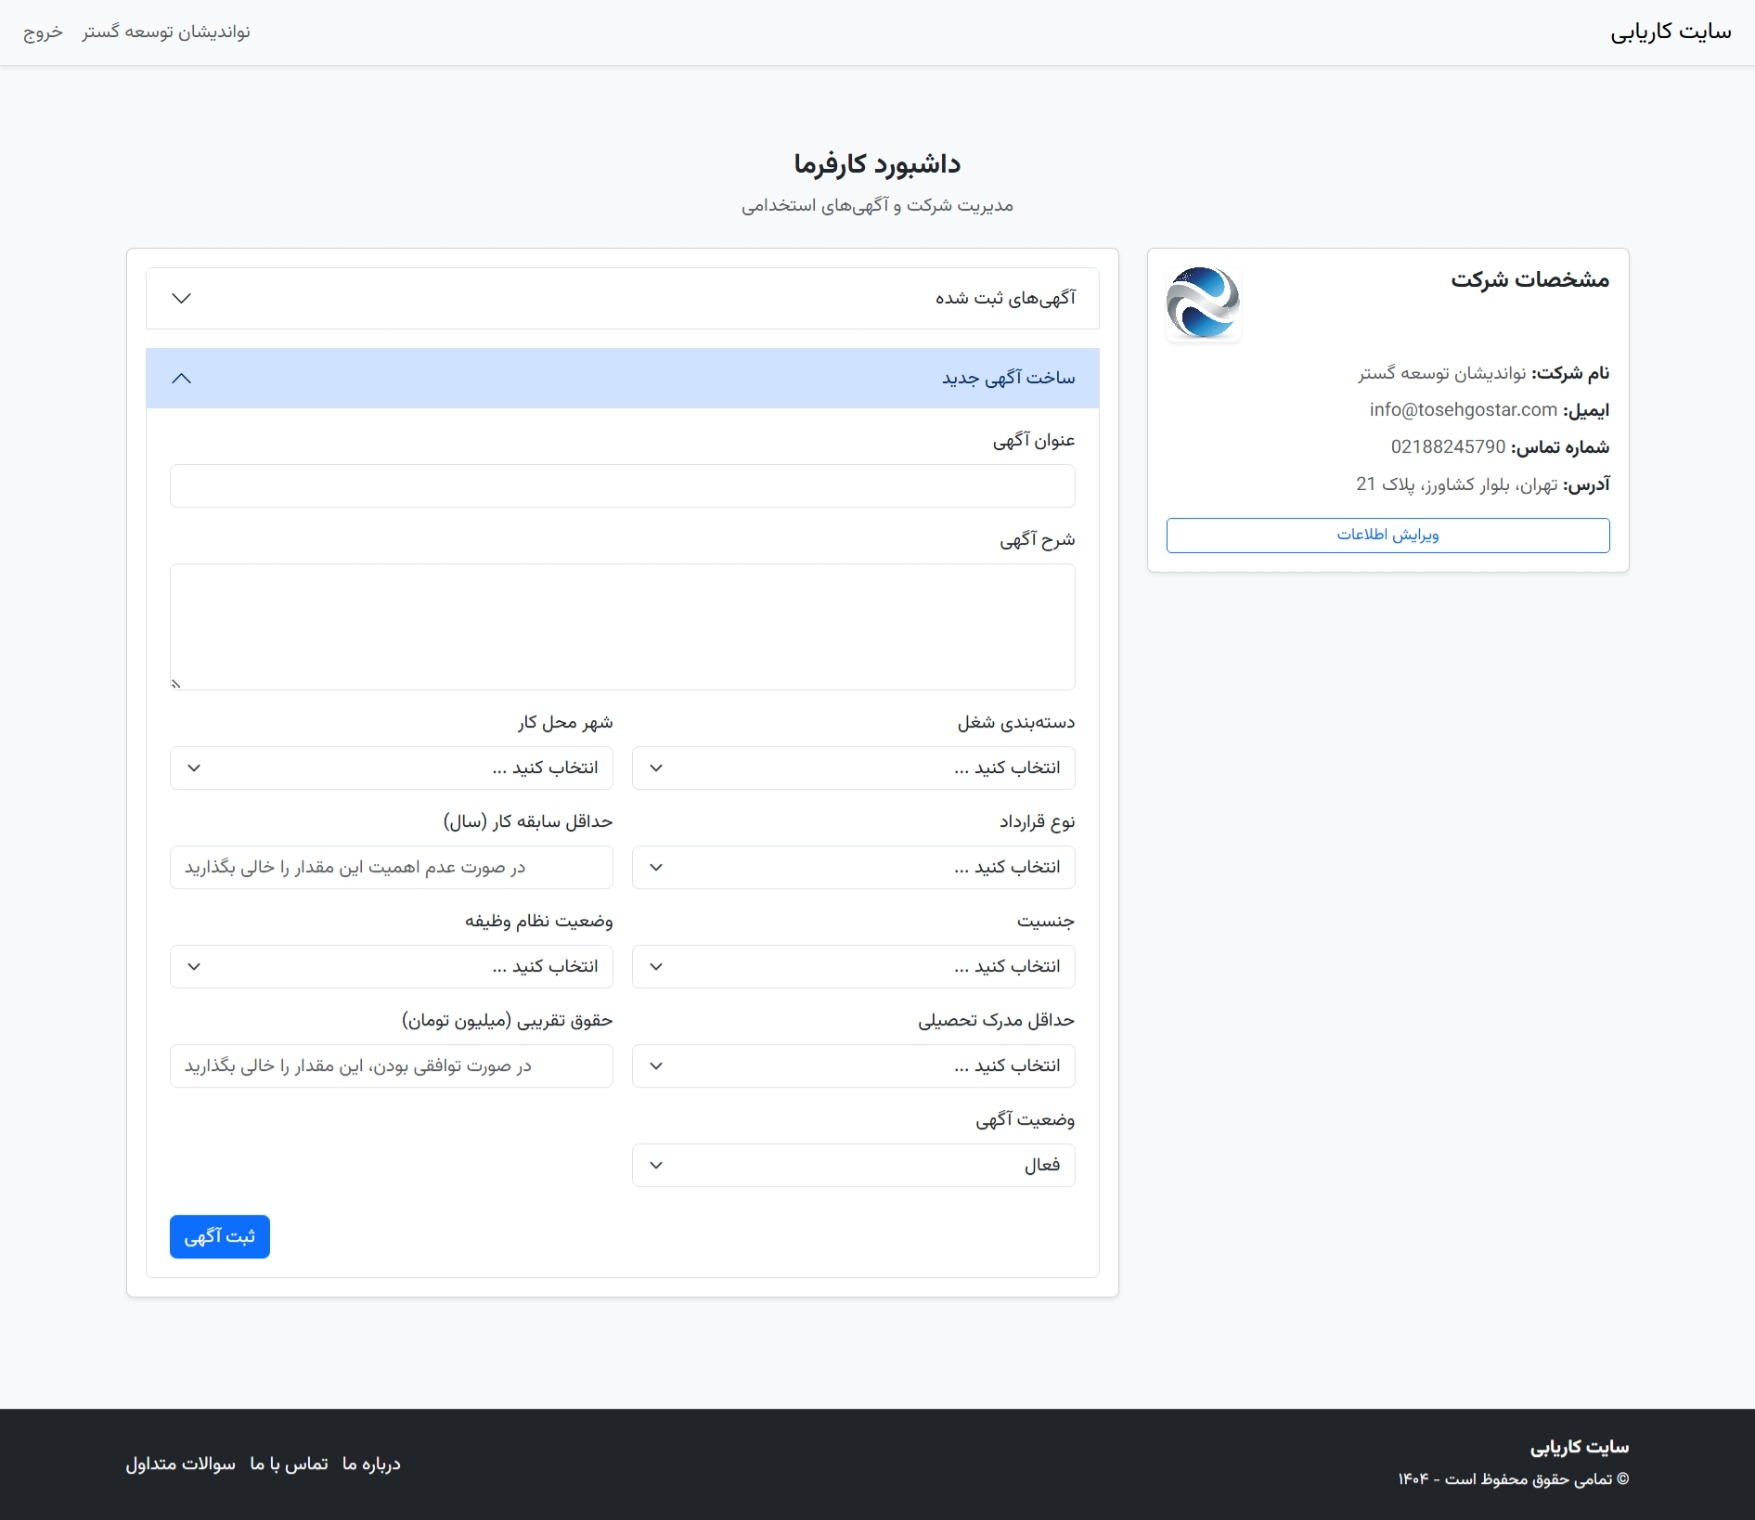 سایت کاریابی
نواندیشان توسعه گستر
خروج
داشبورد کارفرما
مدیریت شرکت و آگهی‌های استخدامی
مشخصات شرکت
نام شرکت: نواندیشان توسعه گستر
ایمیل: info@tosehgostar.com
شماره تماس: 02188245790
آدرس: تهران، بلوار کشاورز، پلاک 21
ویرایش اطلاعات
آگهی‌های ثبت شده
ساخت آگهی جدید
عنوان آگهی
شرح آگهی
دسته‌بندی شغل
شهر محل کار
انتخاب کنید ...
انتخاب کنید ...
نوع قرارداد
حداقل سابقه کار (سال)
انتخاب کنید ...
در صورت عدم اهمیت این مقدار را خالی بگذارید
جنسیت
وضعیت نظام وظیفه
انتخاب کنید ...
انتخاب کنید ...
حداقل مدرک تحصیلی
حقوق تقریبی (میلیون تومان)
انتخاب کنید ...
در صورت توافقی بودن، این مقدار را خالی بگذارید
وضعیت آگهی
فعال
ثبت آگهی
سایت کاریابی
© تمامی حقوق محفوظ است - ۱۴۰۴
درباره ما
تماس با ما
سوالات متداول